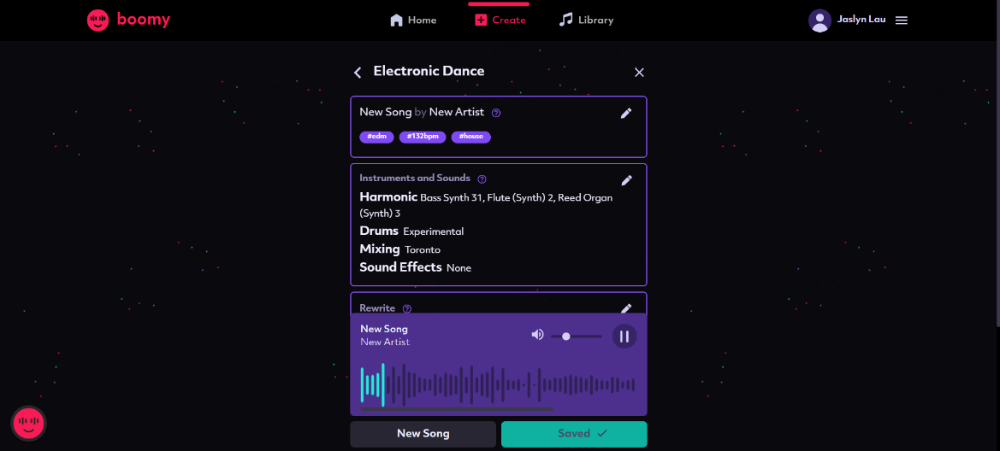 boomy
Home
Create
Library
Jaslyn Lau
Electronic Dance
New Song by New Artist
#edm #132bpm #house
Instruments and Sounds
Harmonic Bass Synth 31, Flute (Synth) 2, Reed Organ
(Synth) 3
Drums Experimental
Mixing Toronto
Sound Effects None
Rewrite
New Song
New Artist
New Song
Saved